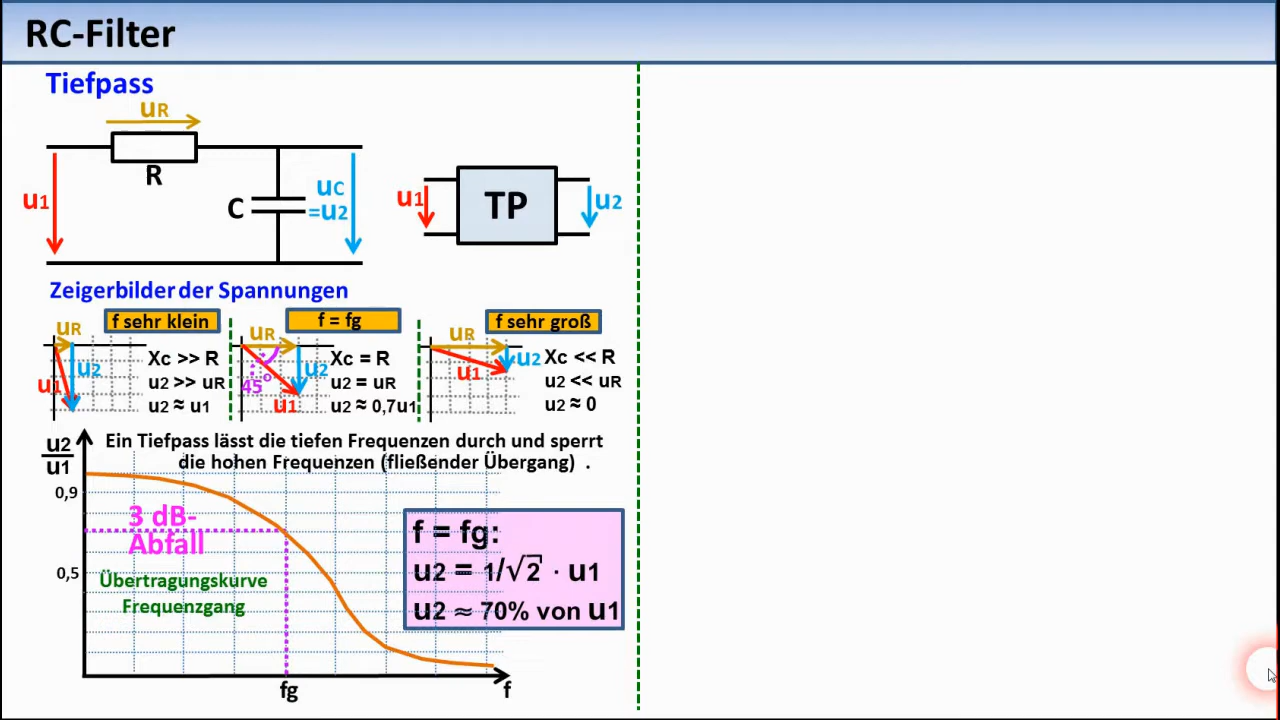 RC-Filter
Tiefpass
uR
R
u1
C
uC
=u2
u1
TP
u2
Zeigerbilder der Spannungen
f sehr klein
uR
u1
u2
Xc >> R
u2 >> uR
u2 ≈ u1
f = fg
uR
45°
u2
u1
Xc = R
u2 = uR
u2 ≈ 0,7u1
f sehr groß
uR
u1
u2
Xc << R
u2 << uR
u2 ≈ 0
Ein Tiefpass lässt die tiefen Frequenzen durch und sperrt
die hohen Frequenzen (fließender Übergang) .
u2
u1
0,9
0,5
3 dB-
Abfall
Übertragungskurve
Frequenzgang
fg
f
f = fg:
u2 = 1/√2 · u1
u2 ≈ 70% von u1